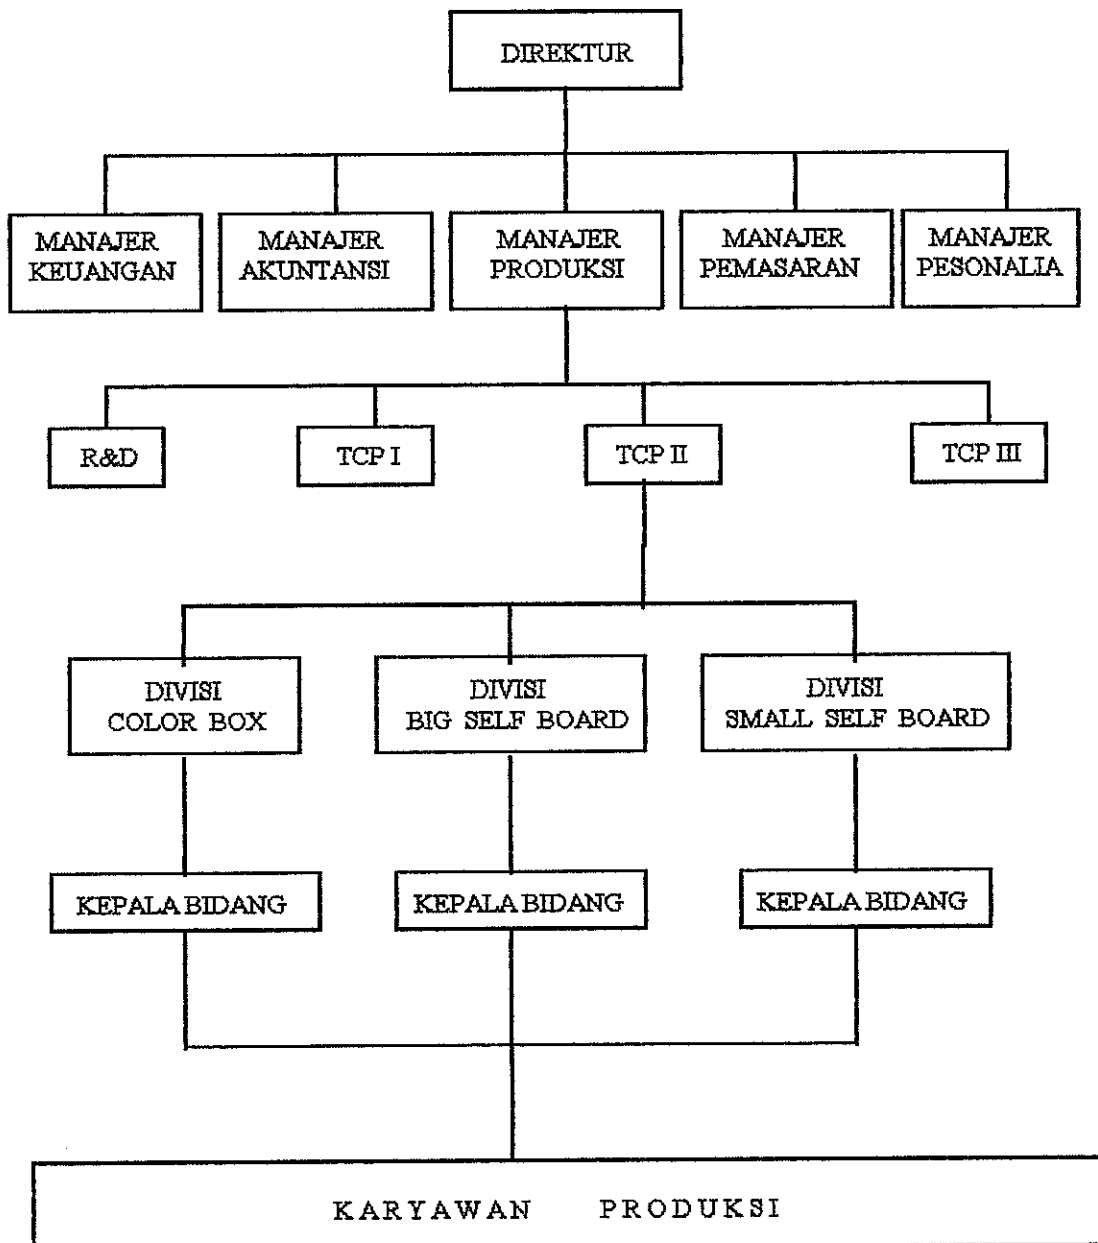 DIREKTUR
MANAJER
KEUANGAN
MANAJER
AKUNTANSI
MANAJER
PRODUKSI
MANAJER
PEMASARAN
MANAJER
PESONALIA
R&D
TCP I
TCP II
TCP III
DIVISI
COLOR BOX
DIVISI
BIG SELF BOARD
DIVISI
SMALL SELF BOARD
KEPALA BIDANG
KEPALA BIDANG
KEPALA BIDANG
KARYAWAN PRODUKSI